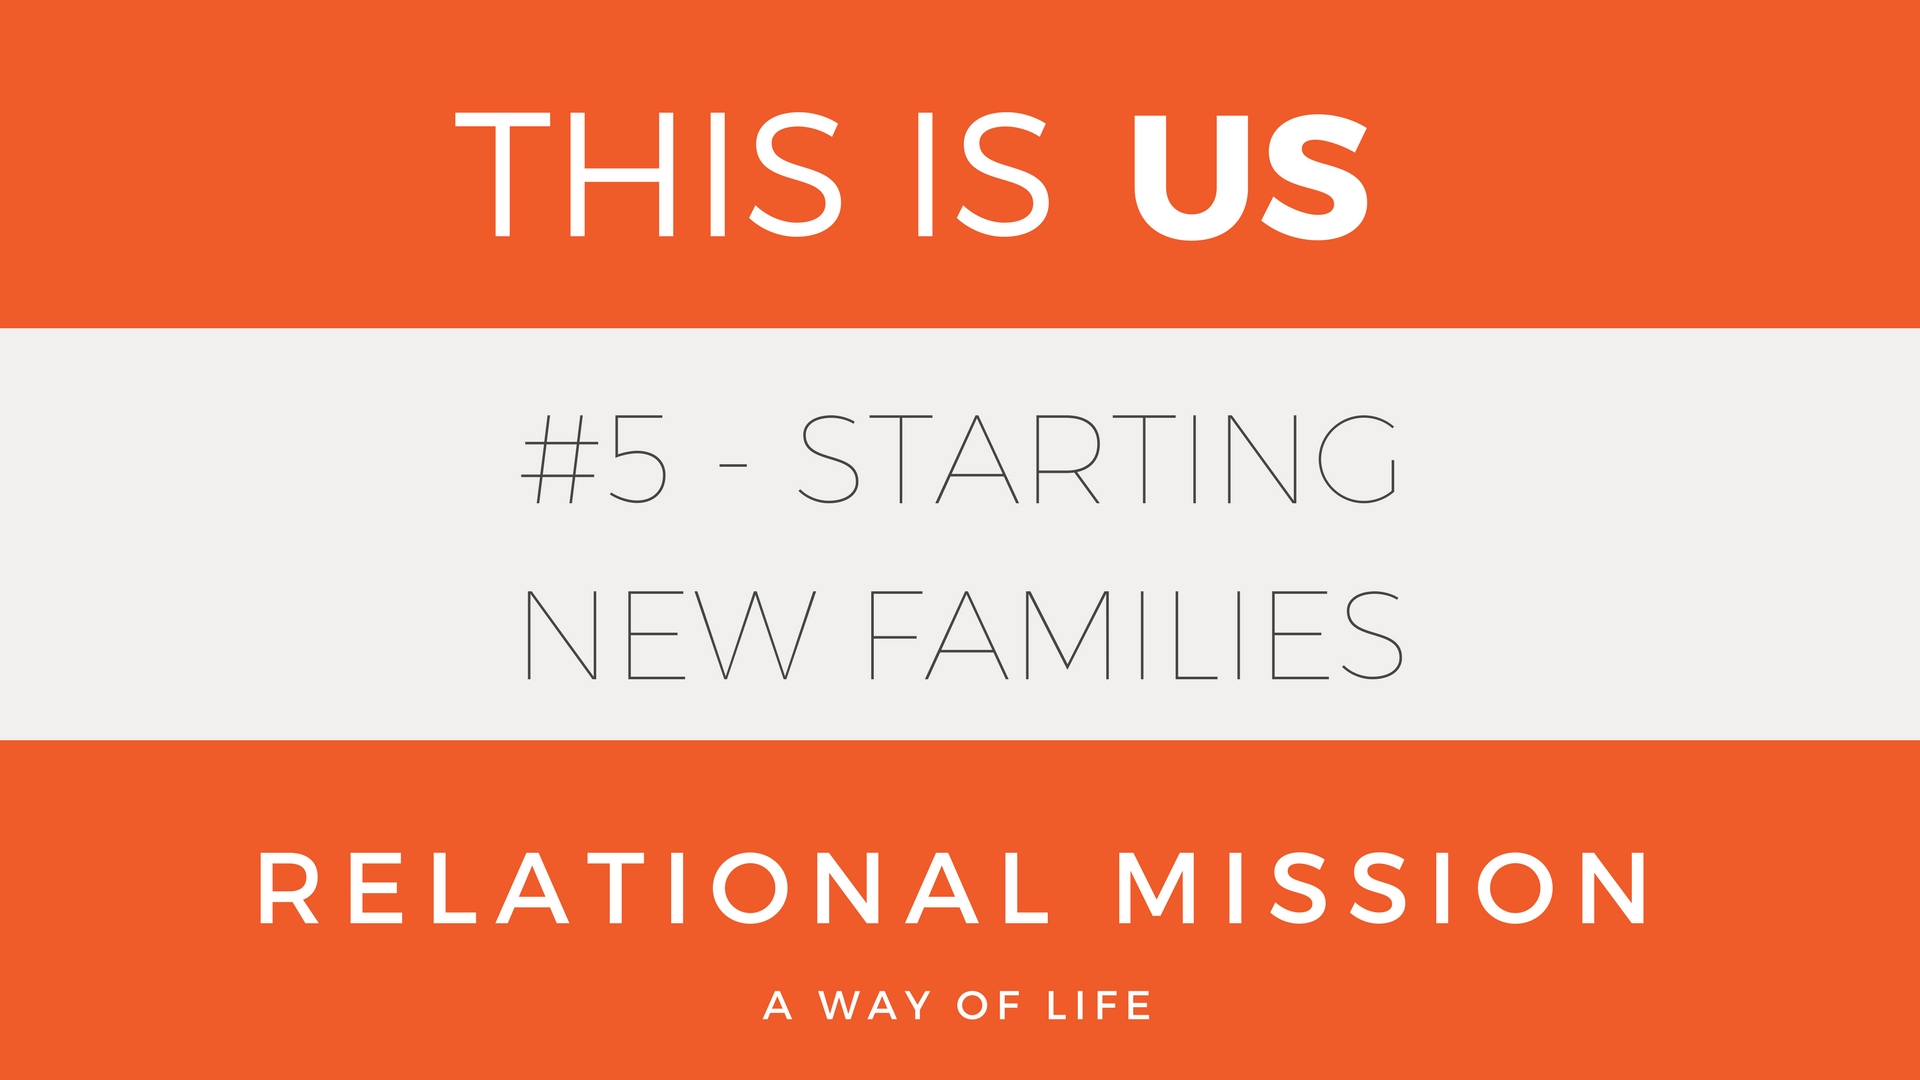 THIS IS US
#5 - STARTING
NEW FAMILIES
RELATIONAL MISSION
A WAY OF LIFE